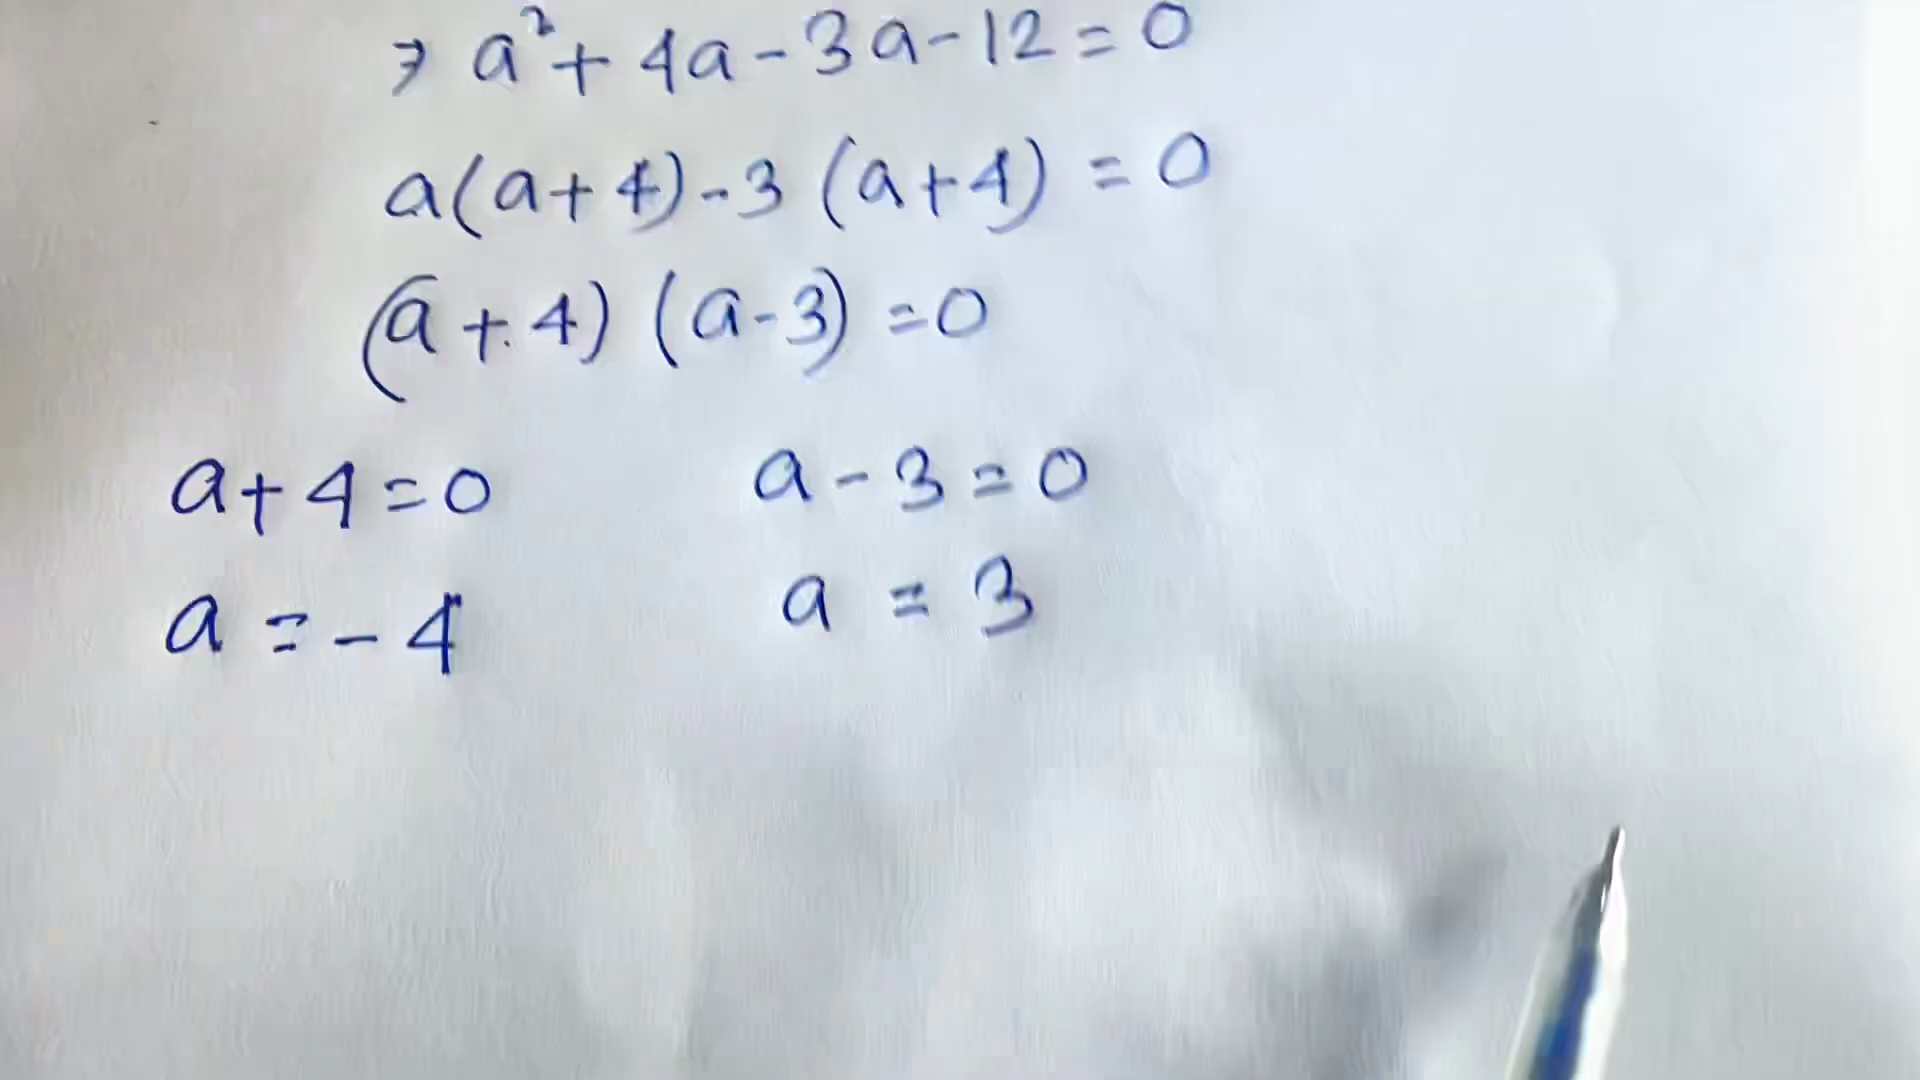 ⇒ a² + 4a - 3a - 12 = 0
a(a + 4) - 3 (a + 4) = 0
(a + 4) (a - 3) = 0
a + 4 = 0 a - 3 = 0
a = - 4 a = 3